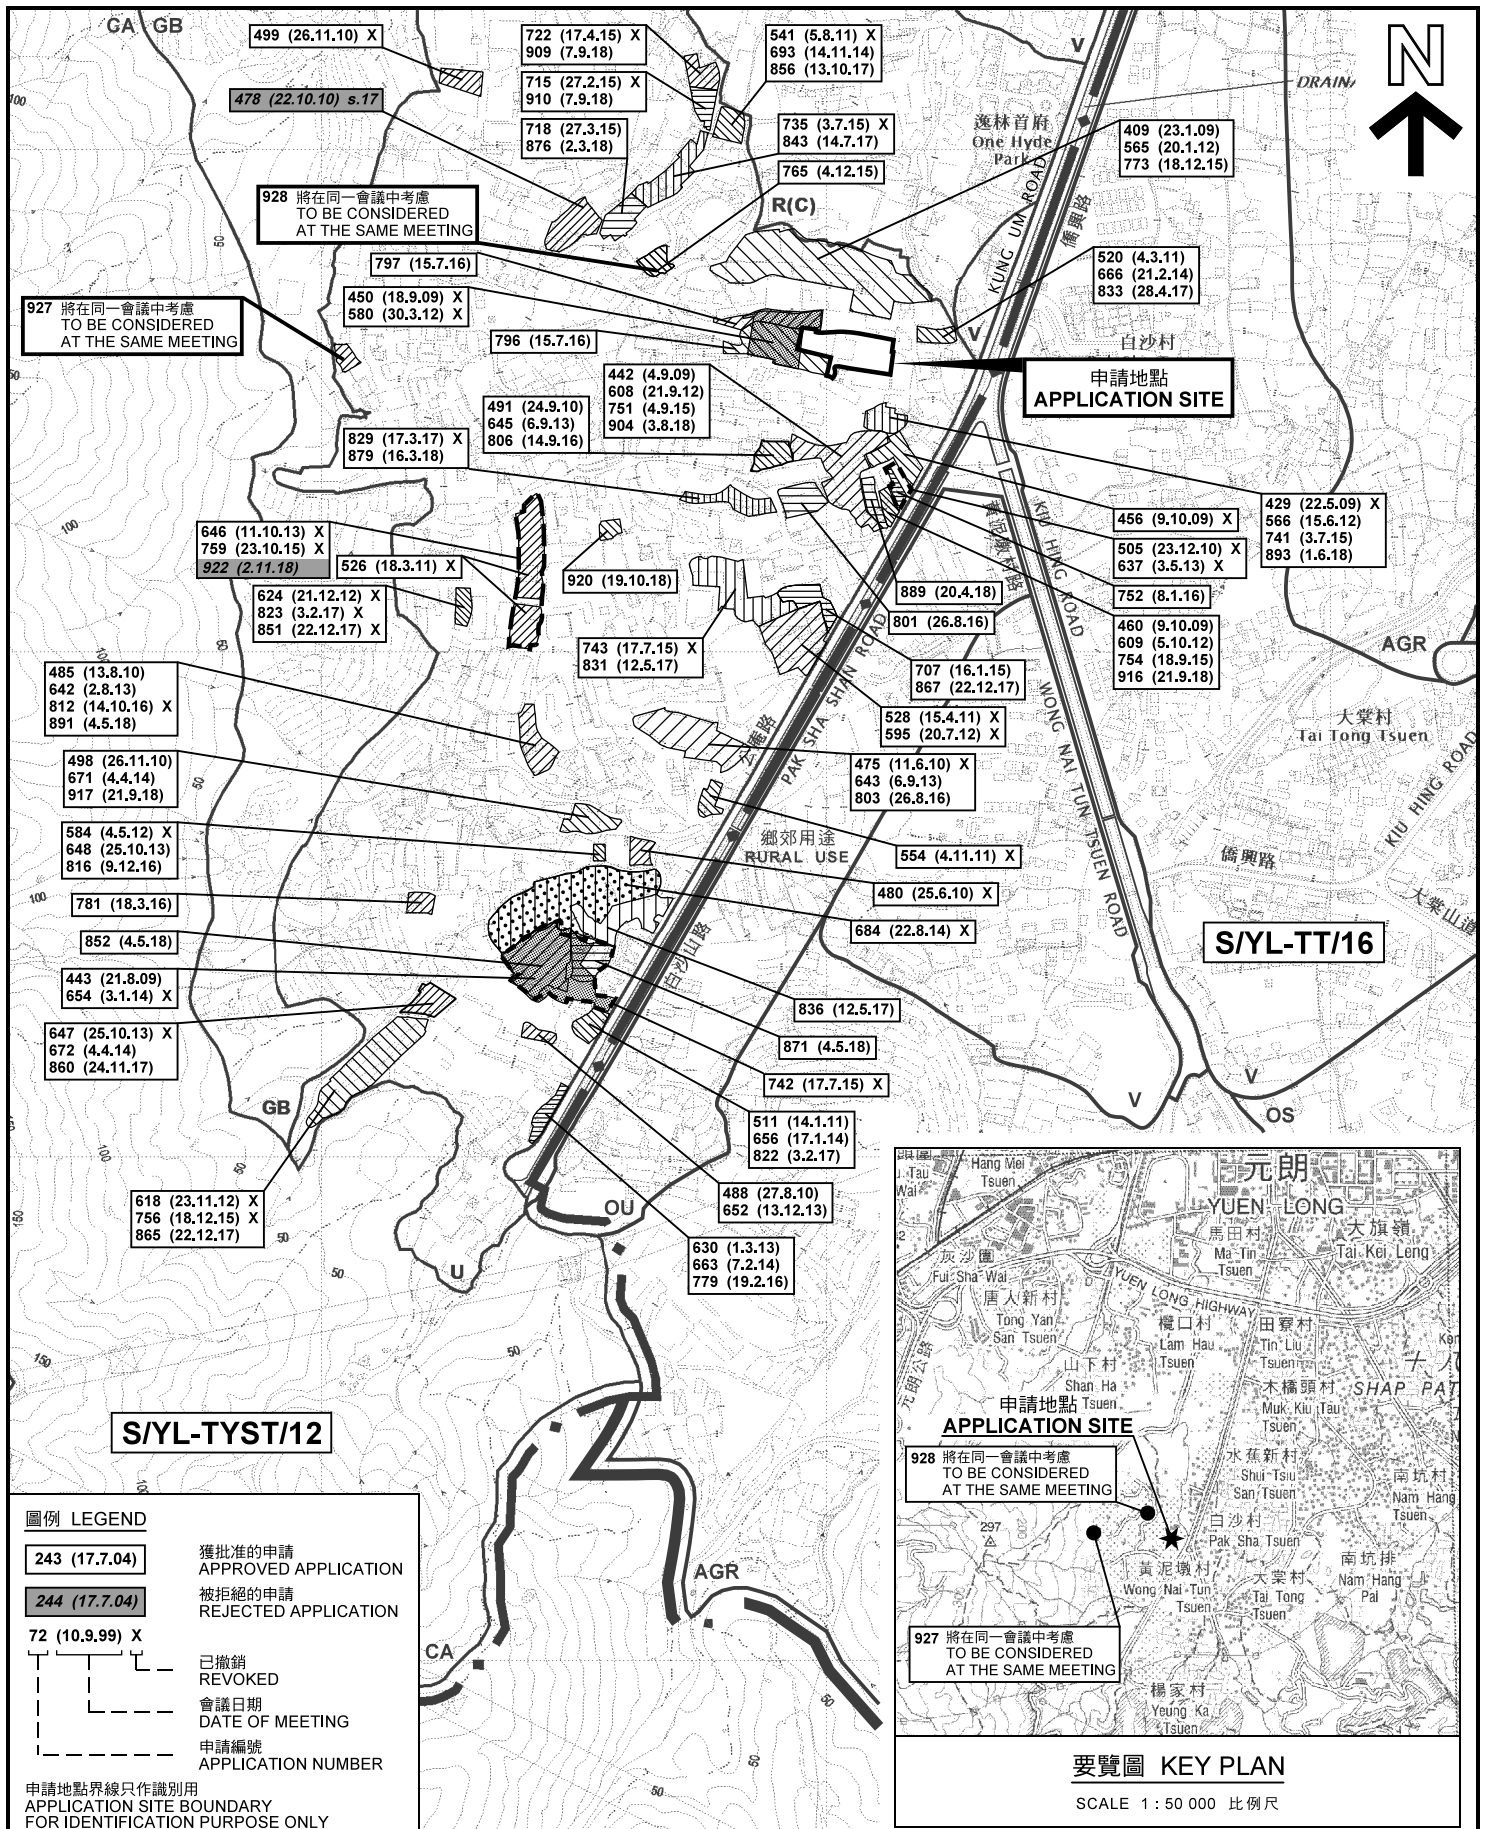 CA
GB
499 (26.11.10) X
478 (22.10.10) s.17
722 (17.4.15) X
909 (7.9.18)
715 (27.2.15) X
910 (7.9.18)
718 (27.3.15)
876 (2.3.18)
541 (5.8.11) X
693 (14.11.14)
856 (13.10.17)
735 (3.7.15) X
843 (14.7.17)
765 (4.12.15)
R(C)
V
N
逸林首府
One Hyde
Park
KUNG UM ROAD
僑興路
409 (23.1.09)
565 (20.1.12)
773 (18.12.15)
928 將在同一會議中考慮
TO BE CONSIDERED
AT THE SAME MEETING
797 (15.7.16)
450 (18.9.09) X
580 (30.3.12) X
796 (15.7.16)
927 將在同一會議中考慮
TO BE CONSIDERED
AT THE SAME MEETING
520 (4.3.11)
666 (21.2.14)
833 (28.4.17)
V
白沙村
申請地點
APPLICATION SITE
442 (4.9.09)
608 (21.9.12)
751 (4.9.15)
904 (3.8.18)
491 (24.9.10)
645 (6.9.13)
806 (14.9.16)
829 (17.3.17) X
879 (16.3.18)
646 (11.10.13) X
759 (23.10.15) X
922 (2.11.18)
526 (18.3.11) X
624 (21.12.12) X
823 (3.2.17) X
851 (22.12.17) X
920 (19.10.18)
456 (9.10.09) X
505 (23.12.10) X
637 (3.5.13) X
752 (8.1.16)
460 (9.10.09)
609 (5.10.12)
754 (18.9.15)
916 (21.9.18)
429 (22.5.09) X
566 (15.6.12)
741 (3.7.15)
893 (1.6.18)
KIU HING ROAD
889 (20.4.18)
801 (26.8.16)
743 (17.7.15) X
831 (12.5.17)
707 (16.1.15)
867 (22.12.17)
528 (15.4.11) X
595 (20.7.12) X
AGR
大棠村
Tai Tong Tsuen
KIU HING ROAD
485 (13.8.10)
642 (2.8.13)
812 (14.10.16) X
891 (4.5.18)
公庵路
PAK SHA SHAN ROAD
WONG NAI TUN TSUEN ROAD
475 (11.6.10) X
643 (6.9.13)
803 (26.8.16)
498 (26.11.10)
671 (4.4.14)
917 (21.9.18)
584 (4.5.12) X
648 (25.10.13)
816 (9.12.16)
鄉郊用途
RURAL USE
554 (4.11.11) X
僑興路
大棠山道
480 (25.6.10) X
781 (18.3.16)
684 (22.8.14) X
S/YL-TT/16
852 (4.5.18)
白沙山路
443 (21.8.09)
654 (3.1.14) X
836 (12.5.17)
647 (25.10.13) X
672 (4.4.14)
860 (24.11.17)
871 (4.5.18)
742 (17.7.15) X
GB
V
V
OS
511 (14.1.11)
656 (17.1.14)
822 (3.2.17)
618 (23.11.12) X
756 (18.12.15) X
865 (22.12.17)
488 (27.8.10)
652 (13.12.13)
OU
U
630 (1.3.13)
663 (7.2.14)
779 (19.2.16)
S/YL-TYST/12
AGR
CA
圖例 LEGEND
243 (17.7.04)
獲批准的申請
APPROVED APPLICATION
244 (17.7.04)
被拒絕的申請
REJECTED APPLICATION
72 (10.9.99) X
已撤銷
REVOKED
會議日期
DATE OF MEETING
申請編號
APPLICATION NUMBER
申請地點界線只作識別用
APPLICATION SITE BOUNDARY
FOR IDENTIFICATION PURPOSE ONLY
Hang Mei
Tsuen
元朗
YUEN LONG
馬田村
Ma Tin
Tsuen
大旗嶺
Tai Kei Leng
灰沙圍
Fui Sha Wai
YUEN LONG HIGHWAY
唐人新村
Tong Yan
San Tsuen
欖口村
Lam Hau
Tsuen
田寮村
Tin Liu
Tsuen
元朗公路
山下村
Shan Ha
Tsuen
木橋頭村
Muk Kiu Tau
Tsuen
SHAP PAT
申請地點
APPLICATION SITE
928 將在同一會議中考慮
TO BE CONSIDERED
AT THE SAME MEETING
水蕉新村
Shui Tsiu
San Tsuen
南坑村
Nam Hang
Tsuen
297
白沙村
Pak Sha Tsuen
黃泥墩村
Wong Nai Tun
Tsuen
大棠村
Tai Tong
Tsuen
南坑排
Nam Hang
Pai
927 將在同一會議中考慮
TO BE CONSIDERED
AT THE SAME MEETING
楊家村
Yeung Ka
Tsuen
要覽圖 KEY PLAN
SCALE 1 : 50 000 比例尺